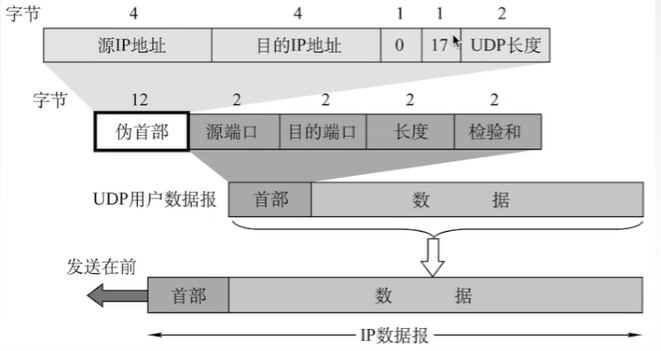 字节 4 4 1 1 2
源IP地址 目的IP地址 0 17 UDP长度
字节 12 2 2 2 2
伪首部 源端口 目的端口 长度 检验和
UDP用户数据报 首部 数 据
发送在前
首部 数 据
IP数据报